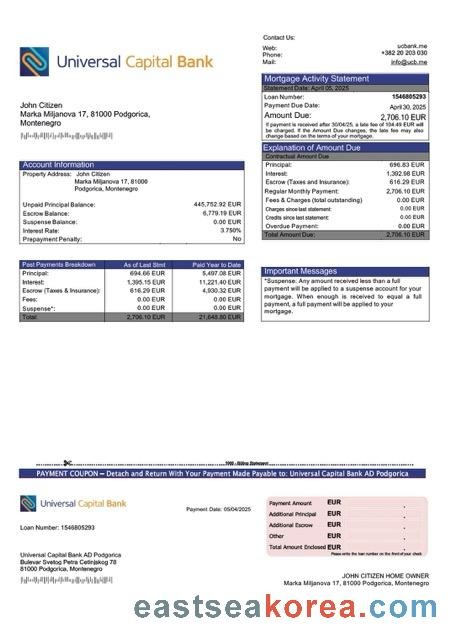 Contact Us:
Web: ucbank.me
Phone: +382 20 203 030
Mail: info@ucb.me
Universal Capital Bank
John Citizen
Marka Miljanova 17, 81000 Podgorica,
Montenegro
Mortgage Activity Statement
Statement Date: April 05, 2025
Loan Number: 1546805293
Payment Due Date: April 30, 2025
Amount Due: 2,706.10 EUR
If payment is received after 30/04/25, a late fee of 104.49 EUR will
be charged. If the Amount Due changes, the late fee may also
change based on the terms of your mortgage.
Explanation of Amount Due
Contractual Amount Due
Principal: 696.83 EUR
Interest: 1,392.98 EUR
Escrow (Taxes and Insurance): 616.29 EUR
Regular Monthly Payment: 2,706.10 EUR
Fees & Charges (total outstanding) 0.00 EUR
Charges since last statement: 0.00 EUR
Credits since last statement: 0.00 EUR
Overdue Payment: 0.00 EUR
Total Amount Due: 2,706.10 EUR
Account Information
Property Address: John Citizen
Marka Miljanova 17, 81000
Podgorica, Montenegro
Unpaid Principal Balance: 445,752.92 EUR
Escrow Balance: 6,779.19 EUR
Suspense Balance: 0.00 EUR
Interest Rate: 3.750%
Prepayment Penalty: No
Past Payments Breakdown As of Last Stmt Paid Year to Date
Principal: 694.66 EUR 5,497.08 EUR
Interest: 1,395.15 EUR 11,221.40 EUR
Escrow (Taxes & Insurance): 616.29 EUR 4,930.32 EUR
Fees: 0.00 EUR 0.00 EUR
Suspense*: 0.00 EUR 0.00 EUR
Total: 2,706.10 EUR 21,648.80 EUR
Important Messages
*Suspense: Any amount received less than a full
payment will be applied to a suspense account for your
mortgage. When enough is received to equal a full
payment, a full payment will be applied to your
mortgage.
PAYMENT COUPON – Detach and Return With Your Payment Made Payable to: Universal Capital Bank AD Podgorica
Universal Capital Bank
Payment Date: 05/04/2025
Loan Number: 1546805293
Payment Amount EUR .
Additional Principal EUR .
Additional Escrow EUR .
Other EUR .
Total Amount Enclosed EUR .
Please write the loan number on the front of your check
Universal Capital Bank AD Podgorica
Bulevar Svetog Petra Cetinjskog 78
81000 Podgorica, Montenegro
JOHN CITIZEN HOME OWNER
Marka Miljanova 17, 81000 Podgorica, Montenegro
eastseakorea.com